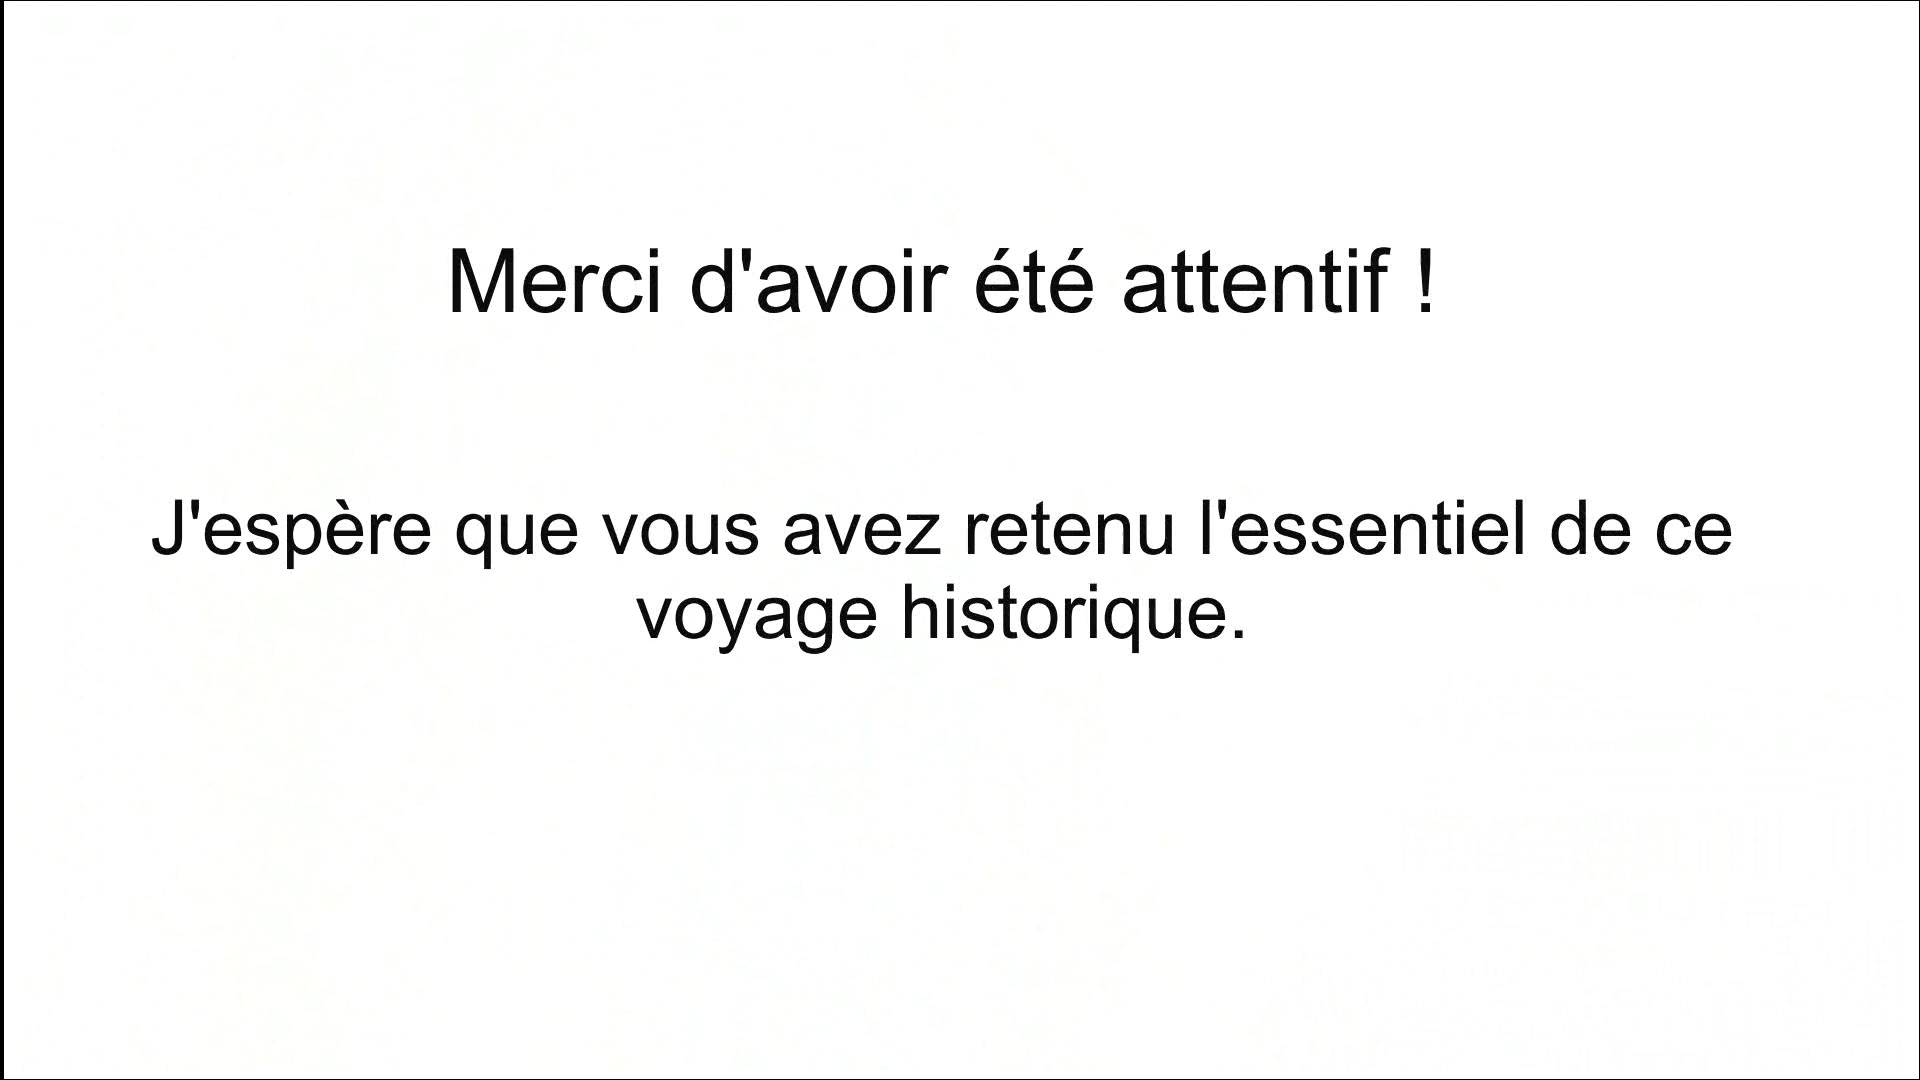 Merci d'avoir été attentif !
J'espère que vous avez retenu l'essentiel de ce
voyage historique.